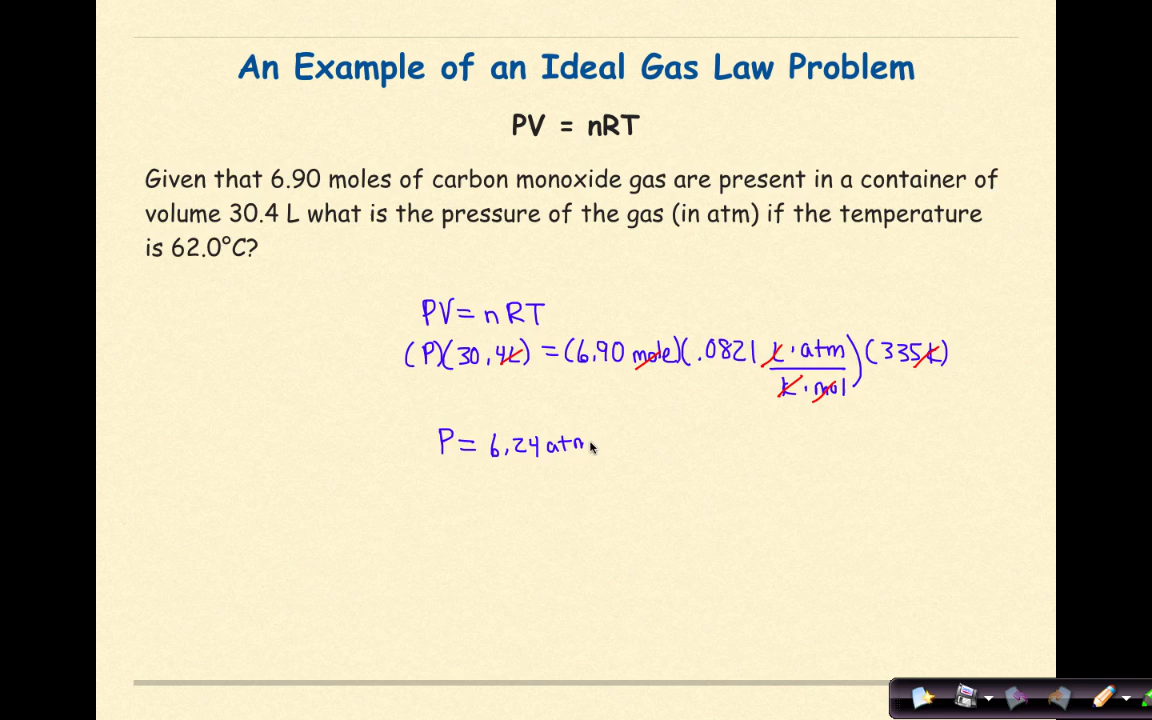 An Example of an Ideal Gas Law Problem
PV = nRT
Given that 6.90 moles of carbon monoxide gas are present in a container of
volume 30.4 L what is the pressure of the gas (in atm) if the temperature
is 62.0°C?
PV = nRT
(P)(30.4L) = (6.90 mole)(.0821 L·atm/K·mol)(335K)
P = 6.24 atm